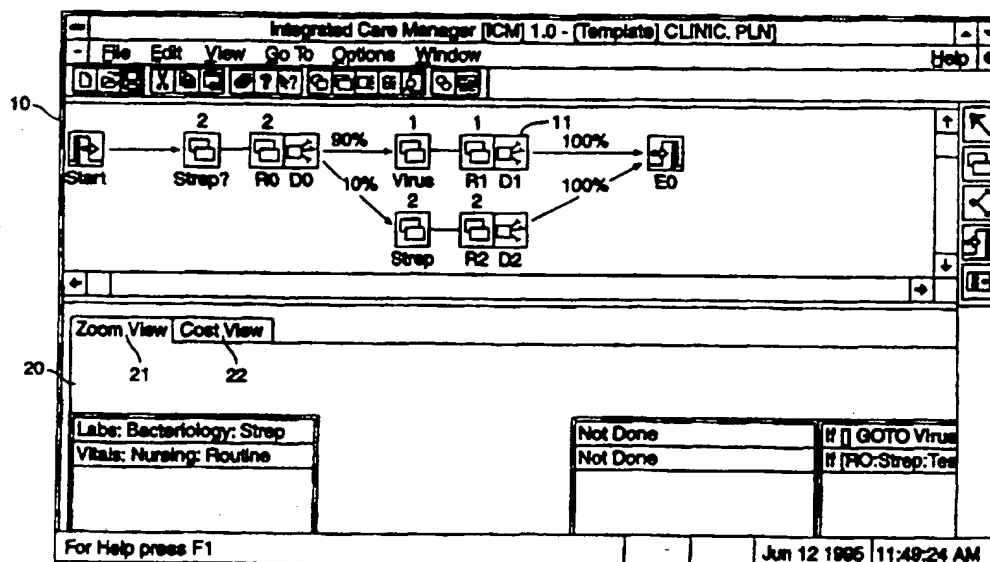 Integrated Care Manager [ICM] 1.0 - [Template] CLINIC. PLN]
File Edit View Go To Options Window Help
10
2 2 90% 1 1 11 100%
Start Strep? R0 D0 Virus R1 D1 E0
10% 100%
2 2
Strep R2 D2
Zoom View Cost View
20 21 22
Labs: Bacteriology: Strep Not Done If [] GOTO Virus
Vitals: Nursing: Routine Not Done If [RO:Strep:Tes
For Help press F1 Jun 12 1995 11:49:24 AM